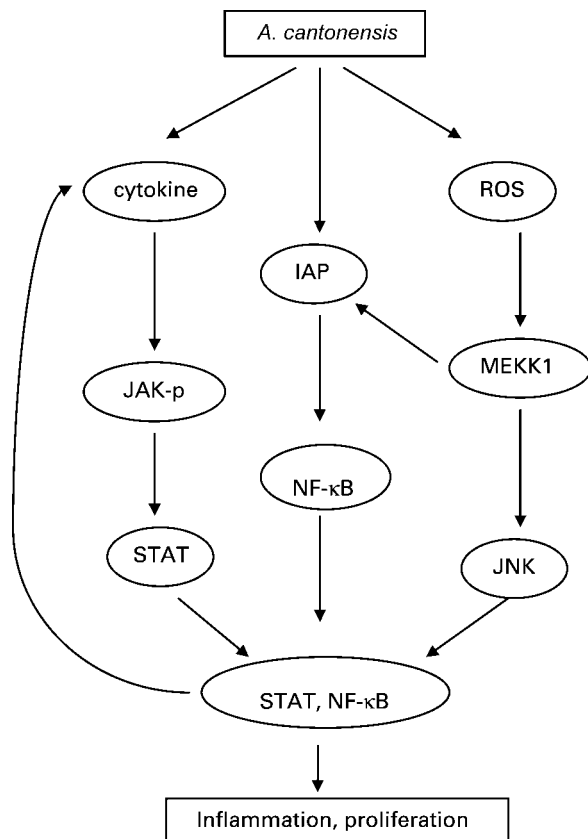 A. cantonensis
cytokine
ROS
IAP
MEKK1
JAK-p
NF-κB
STAT
JNK
STAT, NF-κB
Inflammation, proliferation